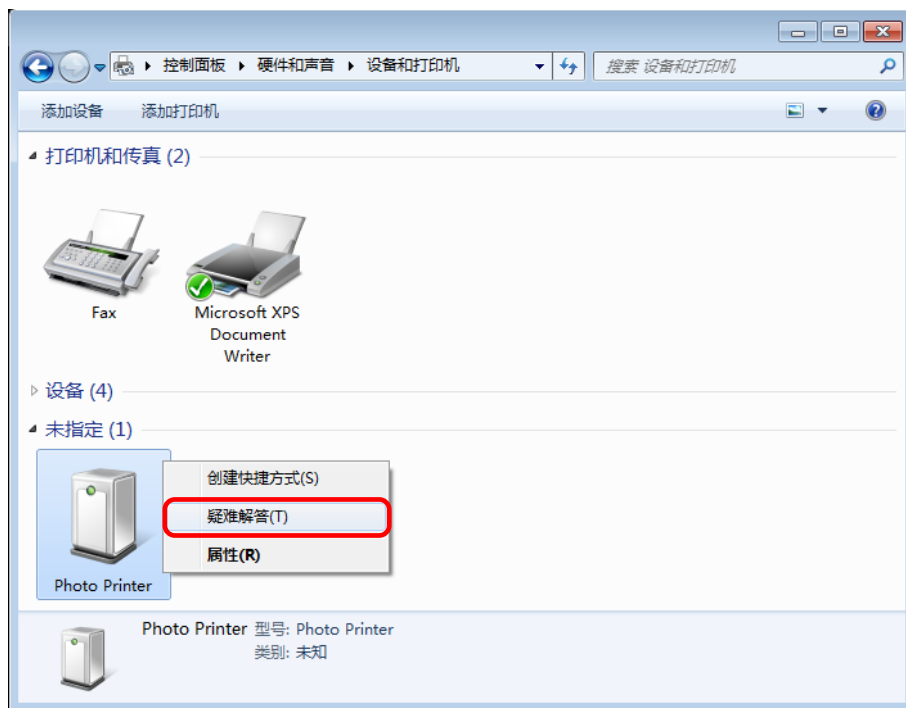 控制面板 硬件和声音 设备和打印机 搜索 设备和打印机
添加设备 添加打印机
打印机和传真 (2)
Fax
Microsoft XPS
Document
Writer
设备 (4)
未指定 (1)
创建快捷方式(S)
疑难解答(T)
属性(R)
Photo Printer
Photo Printer 型号: Photo Printer
类别: 未知